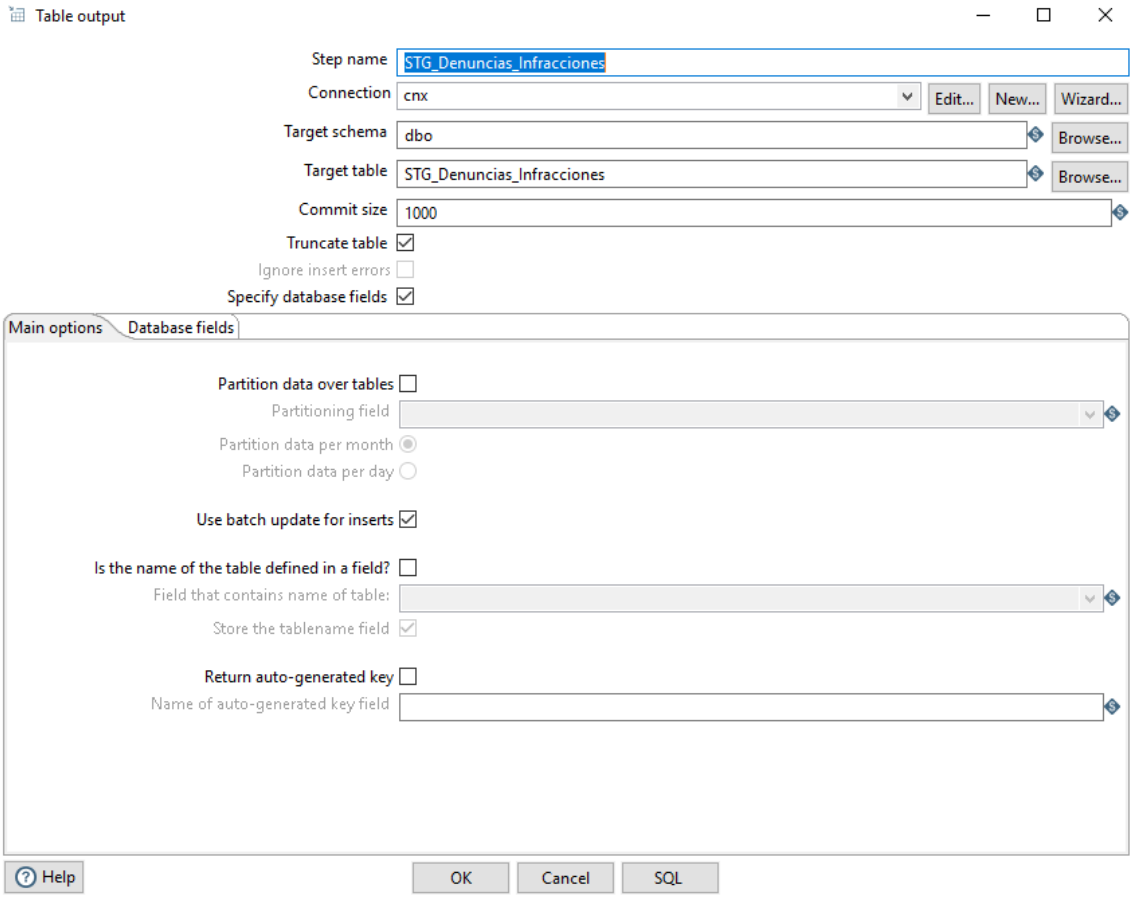 Table output
Step name STG_Denuncias_Infracciones
Connection cnx Edit... New... Wizard...
Target schema dbo Browse...
Target table STG_Denuncias_Infracciones Browse...
Commit size 1000
Truncate table
Ignore insert errors
Specify database fields
Main options Database fields
Partition data over tables
Partitioning field
Partition data per month
Partition data per day
Use batch update for inserts
Is the name of the table defined in a field?
Field that contains name of table:
Store the tablename field
Return auto-generated key
Name of auto-generated key field
Help OK Cancel SQL